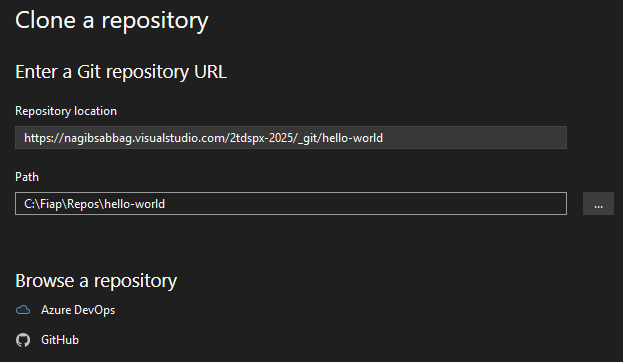 Clone a repository
Enter a Git repository URL
Repository location
https://nagibsabbag.visualstudio.com/2tdspx-2025/_git/hello-world
Path
C:\Fiap\Repos\hello-world
...
Browse a repository
Azure DevOps
GitHub